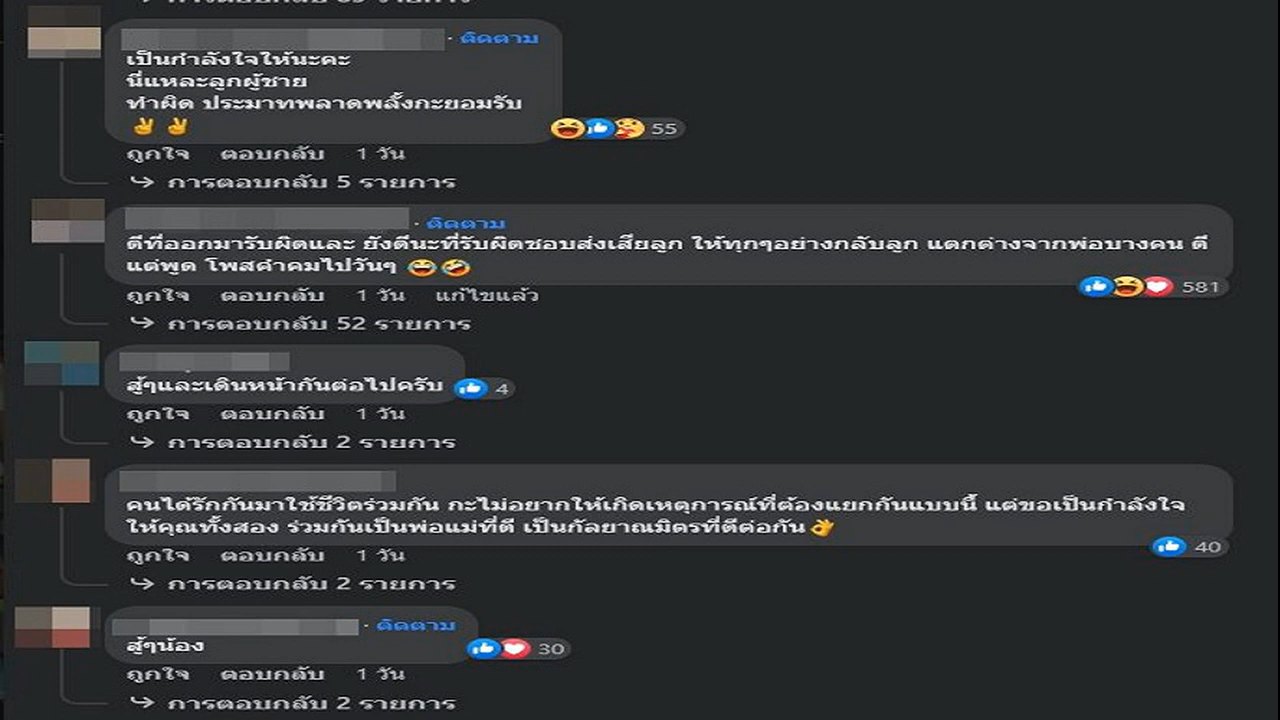 · ติดตาม
เป็นกำลังใจให้นะคะ
นี่แหละลูกผู้ชาย
ทำผิด ประมาทพลาดพลั้งกะยอมรับ
✌️ ✌️
55
ถูกใจ ตอบกลับ 1 วัน
การตอบกลับ 5 รายการ
· ติดตาม
ดีที่ออกมารับผิดและ ยังดีนะที่รับผิดชอบส่งเสียลูก ให้ทุกๆอย่างกลับลูก แตกต่างจากพ่อบางคน ดี
แต่พูด โพสคำคมไปวันๆ 😂 🤣
581
ถูกใจ ตอบกลับ 1 วัน แก้ไขแล้ว
การตอบกลับ 52 รายการ
สู้ๆและเดินหน้ากันต่อไปครับ
4
ถูกใจ ตอบกลับ 1 วัน
การตอบกลับ 2 รายการ
คนได้รักกันมาใช้ชีวิตร่วมกัน กะไม่อยากให้เกิดเหตุการณ์ที่ต้องแยกกันแบบนี้ แต่ขอเป็นกำลังใจ
ให้คุณทั้งสอง ร่วมกันเป็นพ่อแม่ที่ดี เป็นกัลยาณมิตรที่ดีต่อกัน👌
40
ถูกใจ ตอบกลับ 1 วัน
การตอบกลับ 2 รายการ
· ติดตาม
สู้ๆน้อง
30
ถูกใจ ตอบกลับ 1 วัน
การตอบกลับ 2 รายการ